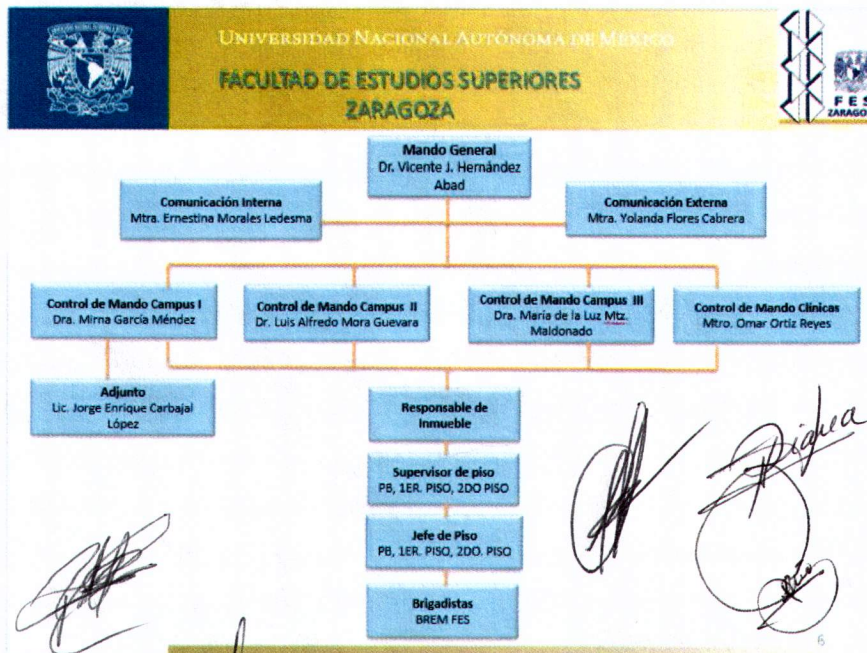 UNIVERSIDAD NACIONAL AUTÓNOMA DE MÉXICO
FACULTAD DE ESTUDIOS SUPERIORES
ZARAGOZA
FES
ZARAGOZA
Mando General
Dr. Vicente J. Hernández
Abad
Comunicación Interna
Mtra. Ernestina Morales Ledesma
Comunicación Externa
Mtra. Yolanda Flores Cabrera
Control de Mando Campus I
Dra. Mirna García Méndez
Control de Mando Campus II
Dr. Luis Alfredo Mora Guevara
Control de Mando Campus III
Dra. María de la Luz Mtz.
Maldonado
Control de Mando Clínicas
Mtro. Omar Ortiz Reyes
Adjunto
Lic. Jorge Enrique Carbajal
López
Responsable de
Inmueble
Supervisor de piso
PB, 1ER. PISO, 2DO PISO
Jefe de Piso
PB, 1ER. PISO, 2DO. PISO
Brigadistas
BREM FES
6